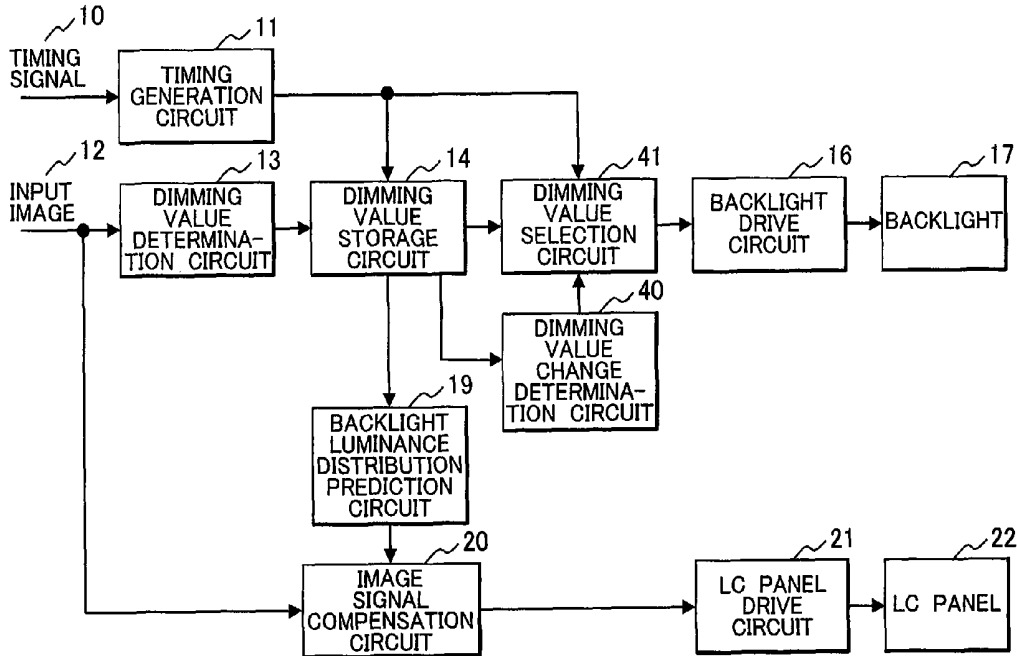 10
TIMING
SIGNAL
11
TIMING
GENERATION
CIRCUIT
12
INPUT
IMAGE
13
DIMMING
VALUE
DETERMINA-
TION CIRCUIT
14
DIMMING
VALUE
STORAGE
CIRCUIT
41
DIMMING
VALUE
SELECTION
CIRCUIT
16
BACKLIGHT
DRIVE
CIRCUIT
17
BACKLIGHT
40
DIMMING
VALUE
CHANGE
DETERMINA-
TION CIRCUIT
19
BACKLIGHT
LUMINANCE
DISTRIBUTION
PREDICTION
CIRCUIT
20
IMAGE
SIGNAL
COMPENSATION
CIRCUIT
21
LC PANEL
DRIVE
CIRCUIT
22
LC PANEL